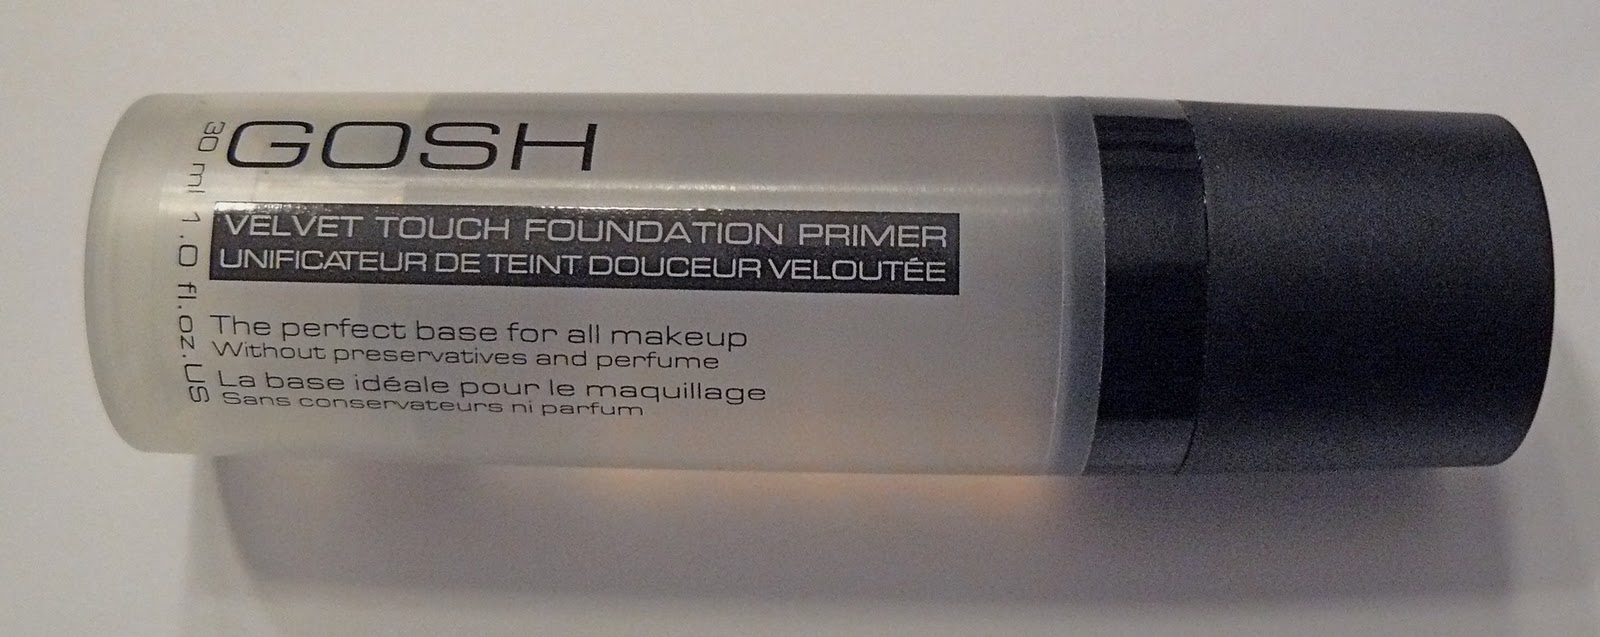 GOSH
VELVET TOUCH FOUNDATION PRIMER
UNIFICATEUR DE TEINT DOUCEUR VELOUTÉE
The perfect base for all makeup
Without preservatives and perfume
La base idéale pour le maquillage
Sans conservateurs ni parfum
30 ml 1.0 fl.oz.US